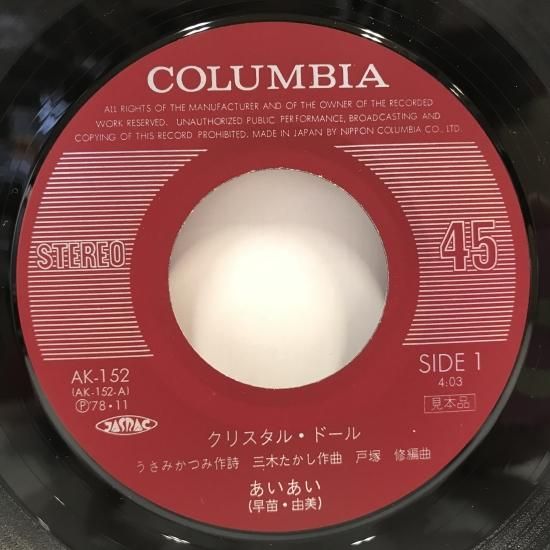 COLUMBIA
ALL RIGHTS OF THE MANUFACTURER AND OF THE OWNER OF THE RECORDED
WORK RESERVED. UNAUTHORIZED PUBLIC PERFORMANCE, BROADCASTING AND
COPYING OF THIS RECORD PROHIBITED. MADE IN JAPAN BY NIPPON COLUMBIA CO., LTD.
STEREO
45
AK-152
(AK-152-A)
Ⓟ'78・11
JASRAC
SIDE 1
4:03
見本品
クリスタル・ドール
うさみかつみ作詩 三木たかし作曲 戸塚 修編曲
あいあい
(早苗・由美)